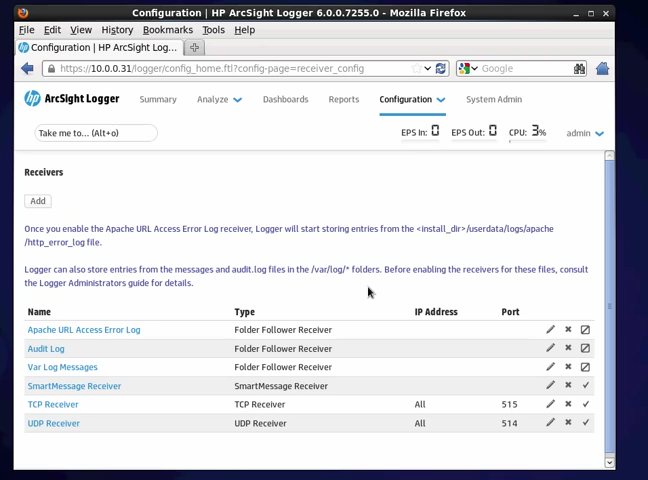 Configuration | HP ArcSight Logger 6.0.0.7255.0 - Mozilla Firefox
File Edit View History Bookmarks Tools Help
Configuration | HP ArcSight Log...
https://10.0.0.31/logger/config_home.ftl?config-page=receiver_config
Google
hp ArcSight Logger Summary Analyze Dashboards Reports Configuration System Admin
Take me to... (Alt+o) EPS In: 0 EPS Out: 0 CPU: 3% admin
Receivers
Add
Once you enable the Apache URL Access Error Log receiver, Logger will start storing entries from the <install_dir>/userdata/logs/apache
/http_error_log file.
Logger can also store entries from the messages and audit.log files in the /var/log/* folders. Before enabling the receivers for these files, consult
the Logger Administrators guide for details.
Name Type IP Address Port
Apache URL Access Error Log Folder Follower Receiver
Audit Log Folder Follower Receiver
Var Log Messages Folder Follower Receiver
SmartMessage Receiver SmartMessage Receiver
TCP Receiver TCP Receiver All 515
UDP Receiver UDP Receiver All 514